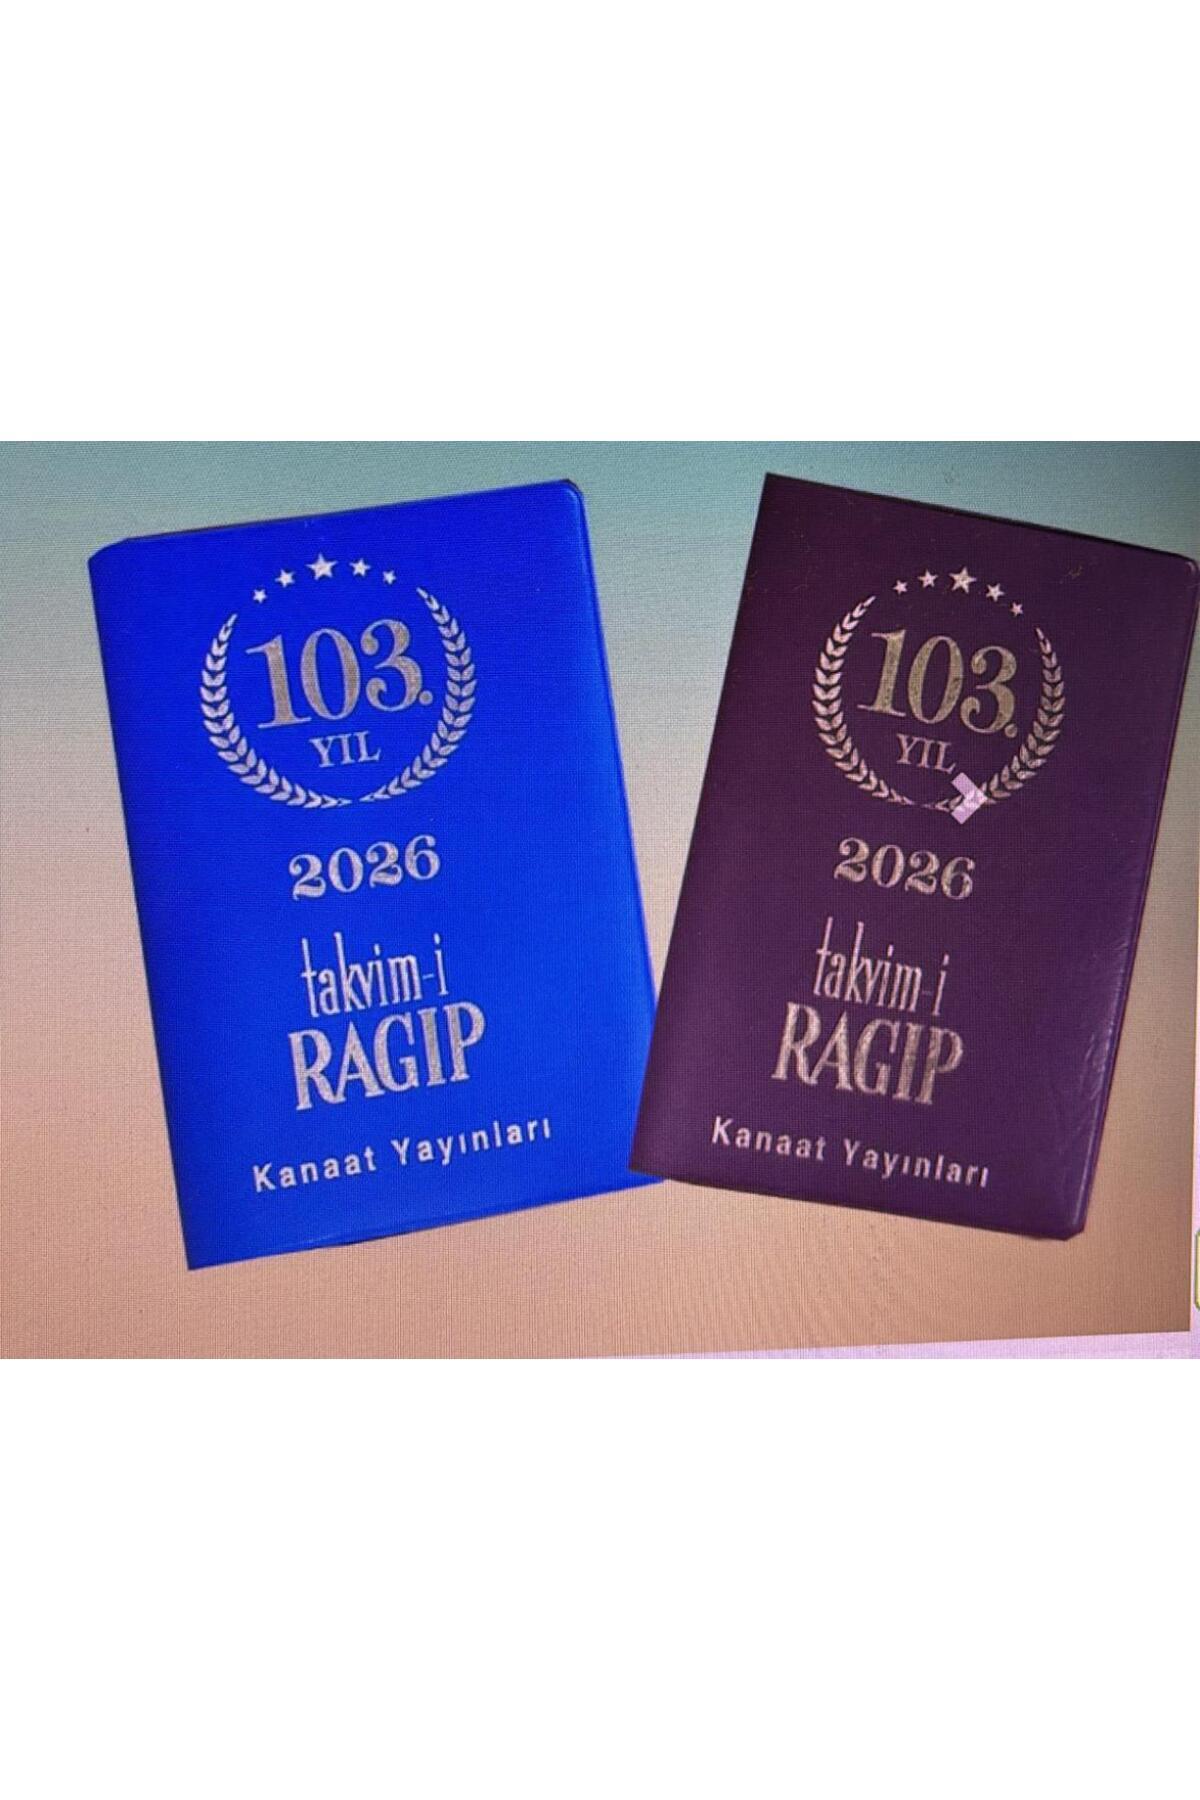 103.
YIL
2026
takvim-i
RAGIP
Kanaat Yayınları
103.
YIL
2026
takvim-i
RAGIP
Kanaat Yayınları